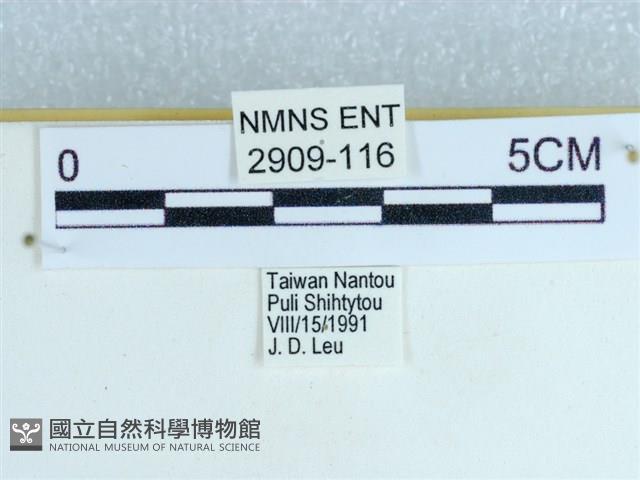 NMNS ENT
2909-116
0
5CM
Taiwan Nantou
Puli Shihtytou
VIII/15/1991
J. D. Leu
國立自然科學博物館
NATIONAL MUSEUM OF NATURAL SCIENCE